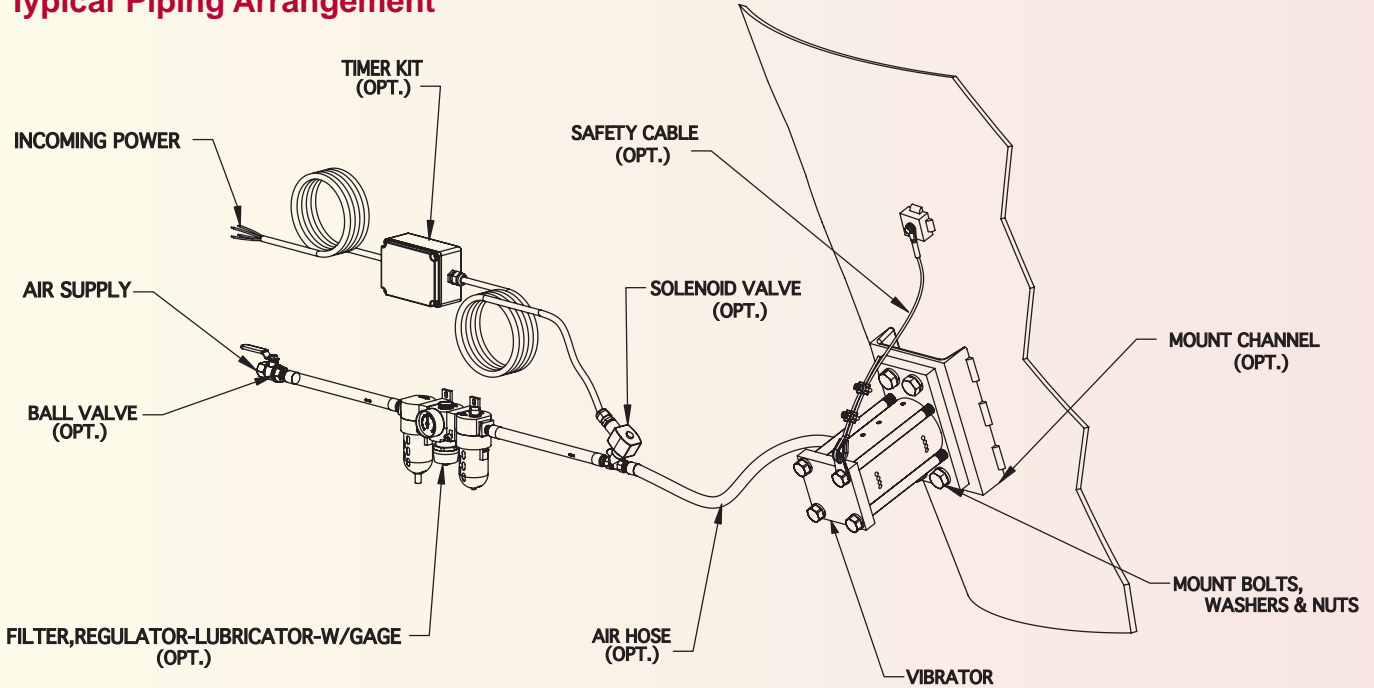 Typical Piping Arrangement
TIMER KIT
(OPT.)
INCOMING POWER
SAFETY CABLE
(OPT.)
AIR SUPPLY
SOLENOID VALVE
(OPT.)
MOUNT CHANNEL
(OPT.)
BALL VALVE
(OPT.)
MOUNT BOLTS,
WASHERS & NUTS
FILTER,REGULATOR-LUBRICATOR-W/GAGE
(OPT.)
AIR HOSE
(OPT.)
VIBRATOR